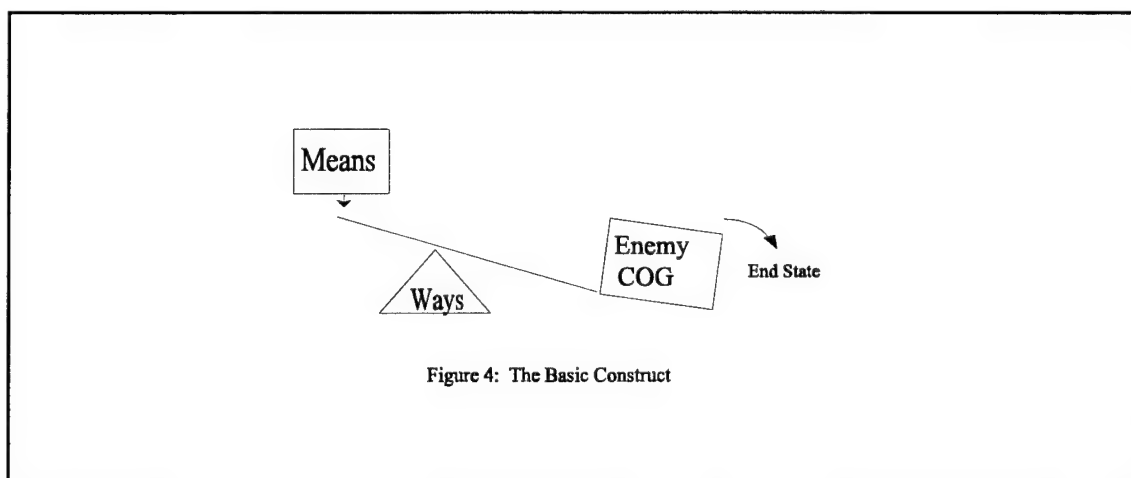 Means
Enemy
COG
End State
Ways
Figure 4: The Basic Construct